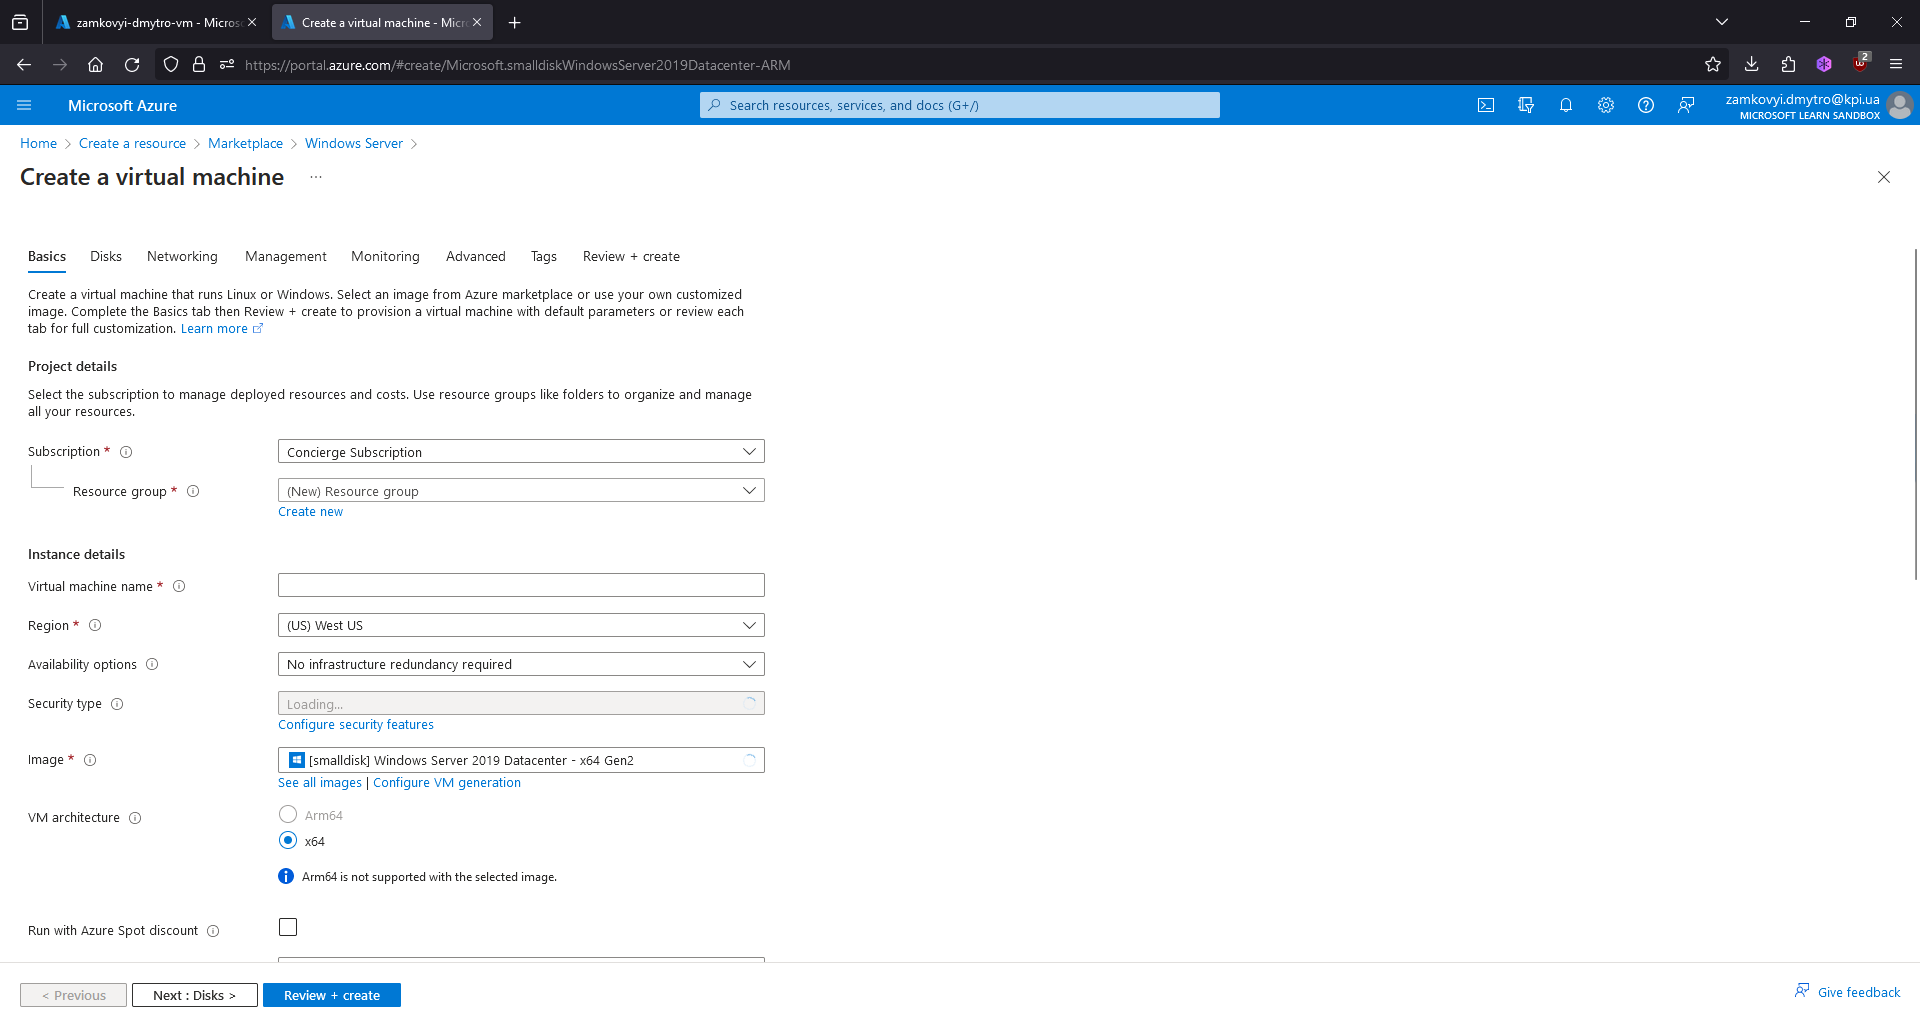 zamkovyi-dmytro-vm - Micros
Create a virtual machine - Micr
https://portal.azure.com/#create/Microsoft.smalldiskWindowsServer2019Datacenter-ARM
2
Microsoft Azure
Search resources, services, and docs (G+/)
zamkovyi.dmytro@kpi.ua
MICROSOFT LEARN SANDBOX
Home > Create a resource > Marketplace > Windows Server >
Create a virtual machine ...
Basics Disks Networking Management Monitoring Advanced Tags Review + create
Create a virtual machine that runs Linux or Windows. Select an image from Azure marketplace or use your own customized
image. Complete the Basics tab then Review + create to provision a virtual machine with default parameters or review each
tab for full customization. Learn more
Project details
Select the subscription to manage deployed resources and costs. Use resource groups like folders to organize and manage
all your resources.
Subscription *
Concierge Subscription
Resource group *
(New) Resource group
Create new
Instance details
Virtual machine name *
Region *
(US) West US
Availability options
No infrastructure redundancy required
Security type
Loading...
Configure security features
Image *
[smalldisk] Windows Server 2019 Datacenter - x64 Gen2
See all images | Configure VM generation
VM architecture
Arm64
x64
Arm64 is not supported with the selected image.
Run with Azure Spot discount
< Previous
Next : Disks >
Review + create
Give feedback